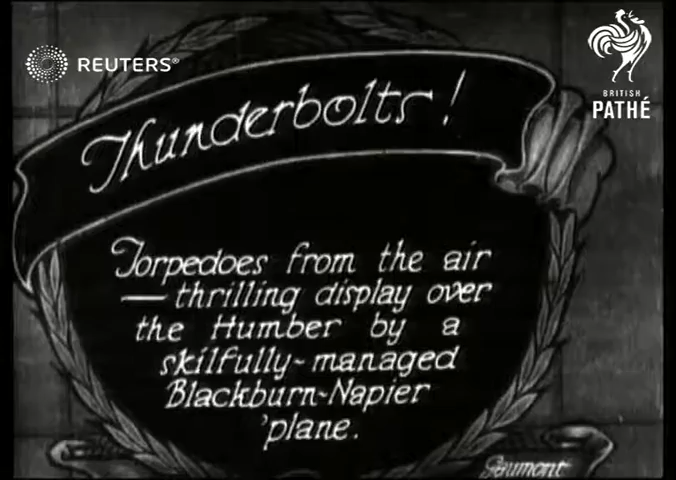 REUTERS®
BRITISH
PATHÉ
Thunderbolts!
Torpedoes from the air
— thrilling display over
the Humber by a
skilfully-managed
Blackburn-Napier
'plane.
Gaumont